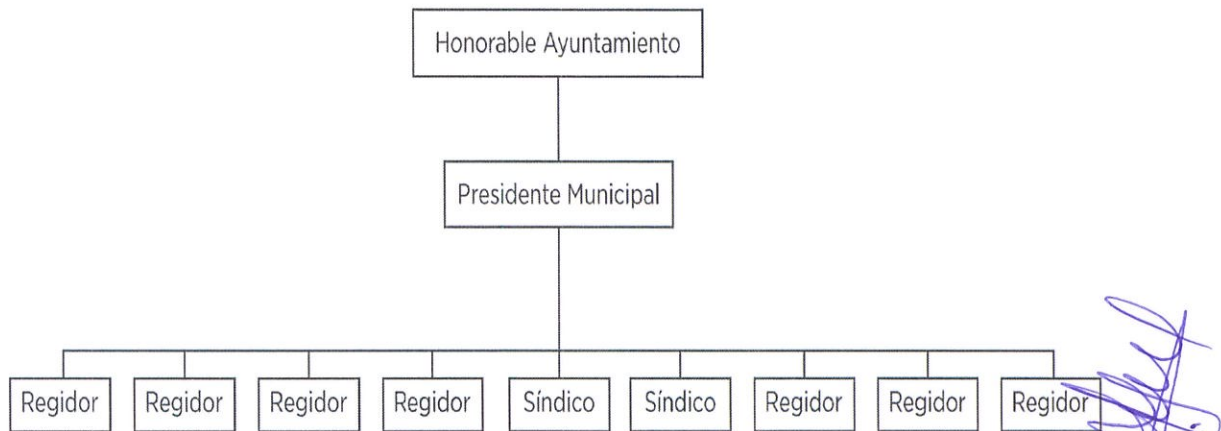 Honorable Ayuntamiento
Presidente Municipal
Regidor Regidor Regidor Regidor Síndico Síndico Regidor Regidor Regidor